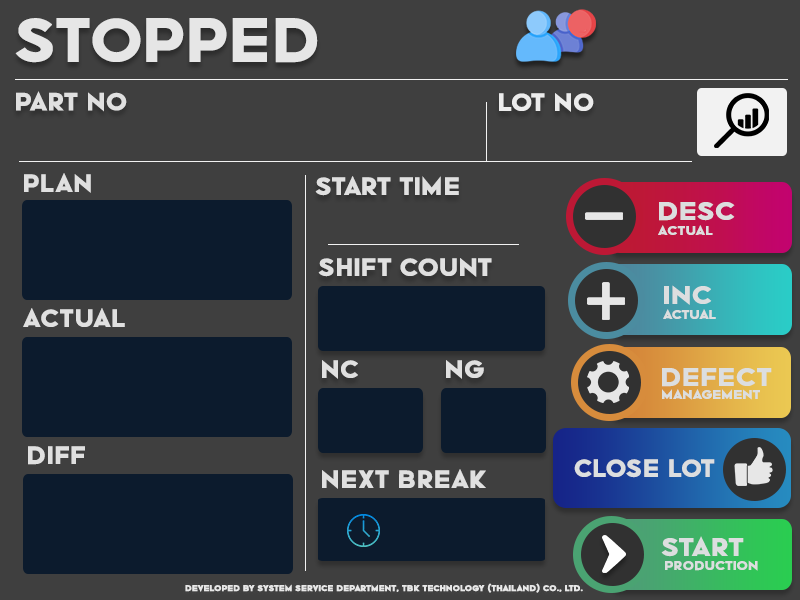 STOPPED
PART NO
LOT NO
PLAN
START TIME
DESC
ACTUAL
SHIFT COUNT
INC
ACTUAL
ACTUAL
NC
NG
DEFECT
MANAGEMENT
DIFF
CLOSE LOT
NEXT BREAK
START
PRODUCTION
DEVELOPED BY SYSTEM SERVICE DEPARTMENT, TBK TECHNOLOGY (THAILAND) CO., LTD.